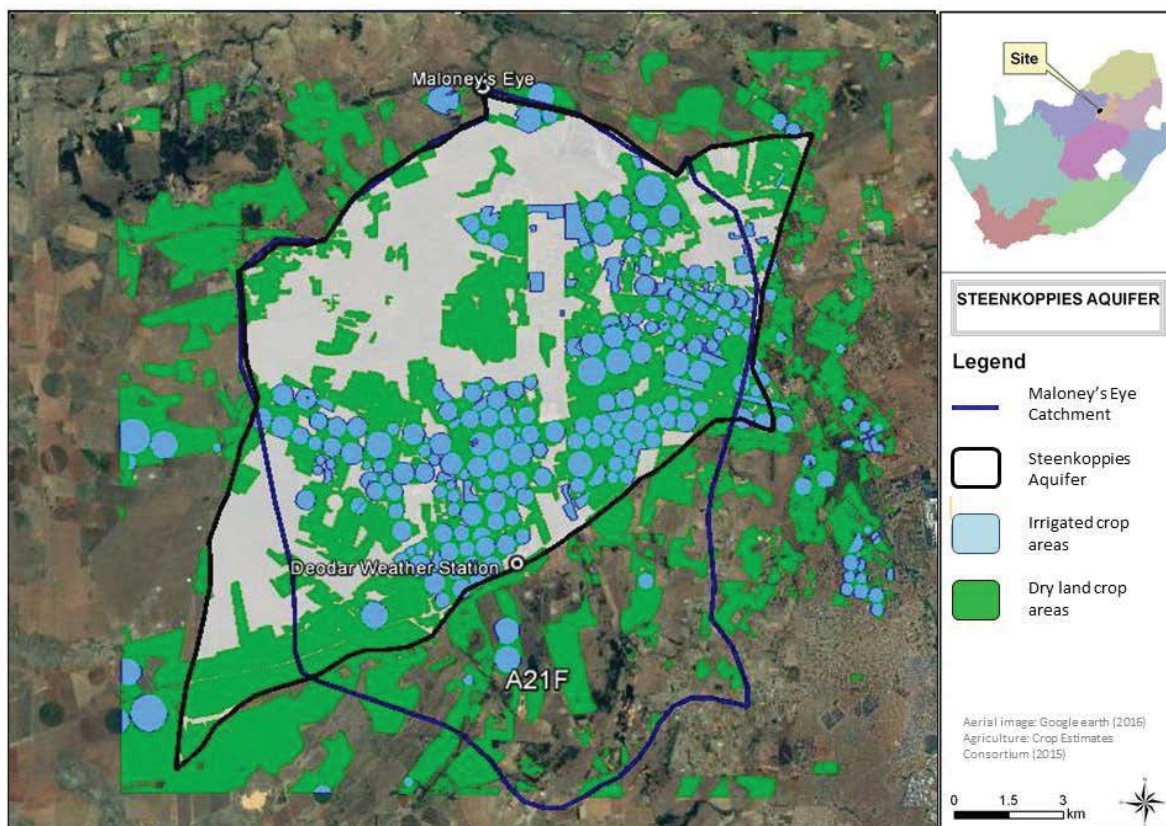 Maloney's Eye
Deodar Weather Station
A21F
Site
STEENKOPPIES AQUIFER
Legend
Maloney's Eye
Catchment
Steenkoppies
Aquifer
Irrigated crop
areas
Dry land crop
areas
Aerial image: Google earth (2016)
Agriculture: Crop Estimates
Consortium (2015)
0 1.5 3
km